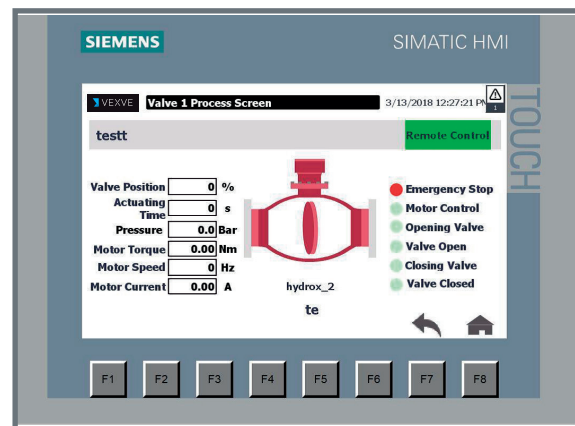 SIEMENS
SIMATIC HMI
TOUCH
VEXVE
Valve 1 Process Screen
3/13/2018 12:27:21 P
1
testt
Remote Control
Valve Position 0 %
Actuating Time 0 s
Pressure 0.0 Bar
Motor Torque 0.00 Nm
Motor Speed 0 Hz
Motor Current 0.00 A
hydrox_2
te
Emergency Stop
Motor Control
Opening Valve
Valve Open
Closing Valve
Valve Closed
F1
F2
F3
F4
F5
F6
F7
F8